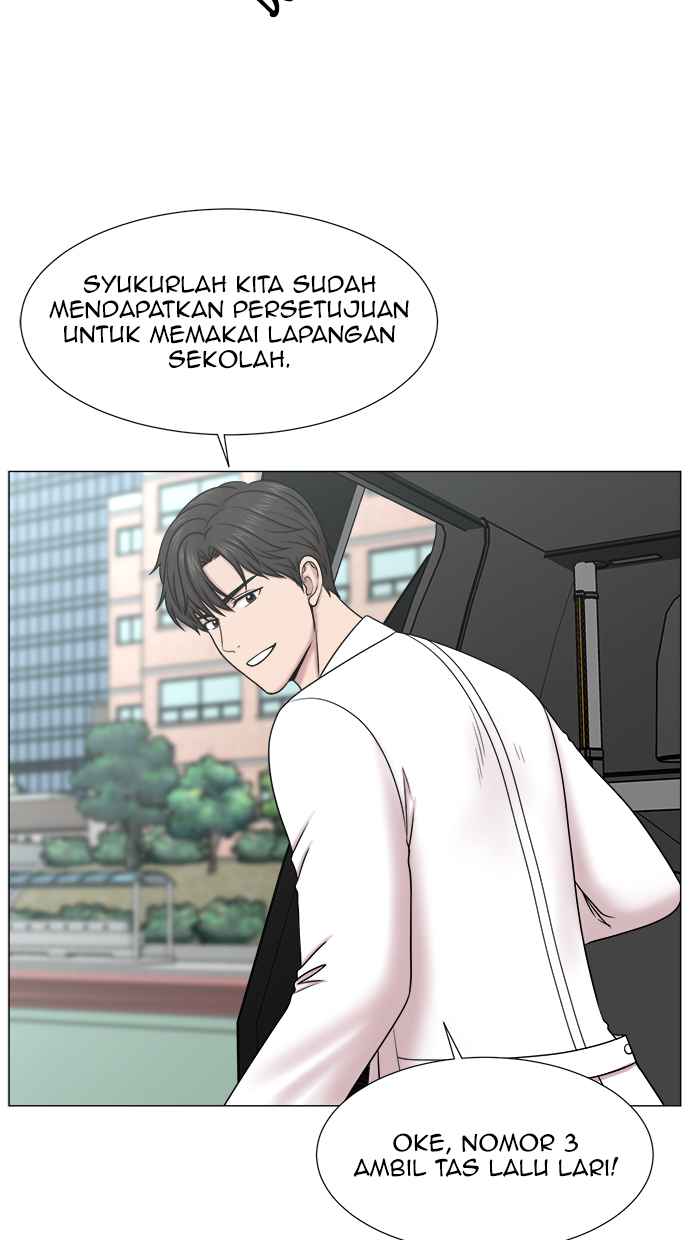 SYUKURLAH KITA SUDAH
MENDAPATKAN PERSETUJUAN
UNTUK MEMAKAI LAPANGAN
SEKOLAH.
OKE, NOMOR 3
AMBIL TAS LALU LARI!